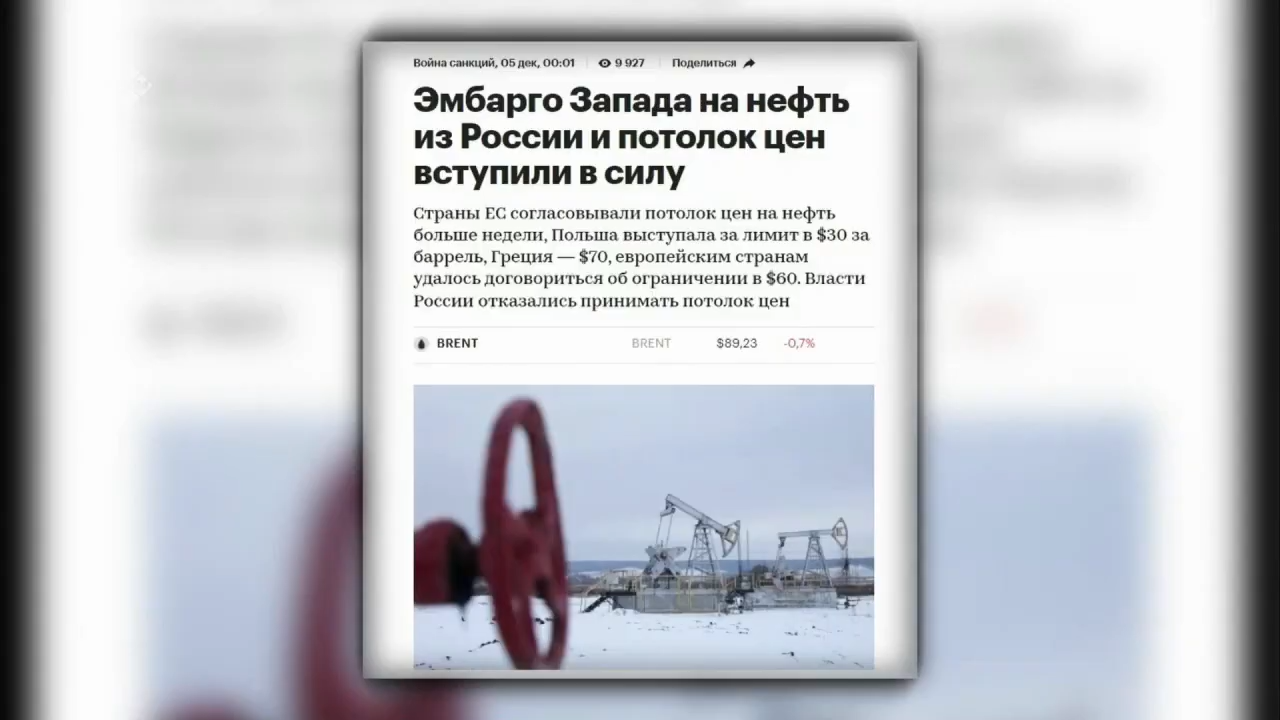 Война санкций, 05 дек, 00:01 9 927 Поделиться
Эмбарго Запада на нефть
из России и потолок цен
вступили в силу
Страны ЕС согласовывали потолок цен на нефть
больше недели, Польша выступала за лимит в $30 за
баррель, Греция — $70, европейским странам
удалось договориться об ограничении в $60. Власти
России отказались принимать потолок цен
BRENT BRENT $89,23 -0,7%